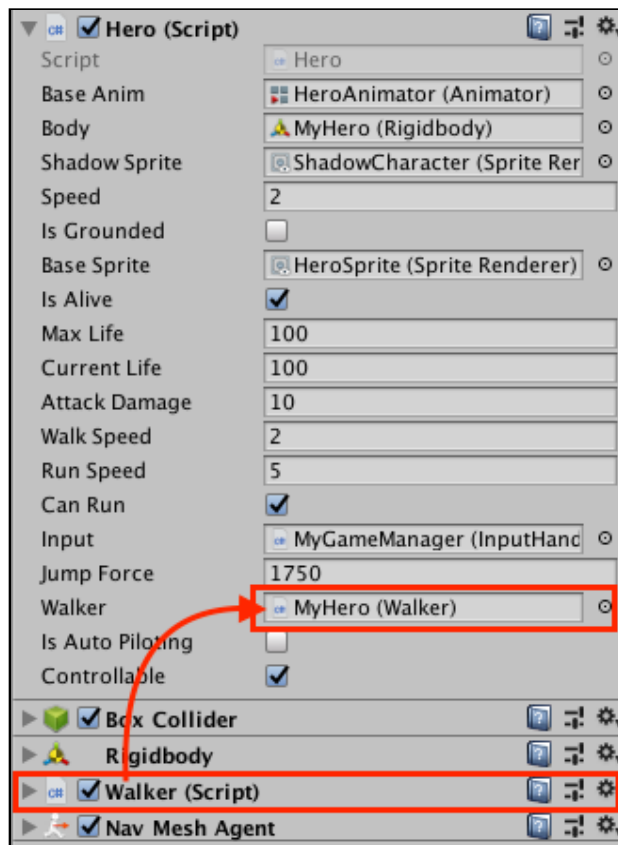 Hero (Script)
Script Hero
Base Anim HeroAnimator (Animator)
Body MyHero (Rigidbody)
Shadow Sprite ShadowCharacter (Sprite Rer
Speed 2
Is Grounded
Base Sprite HeroSprite (Sprite Renderer)
Is Alive
Max Life 100
Current Life 100
Attack Damage 10
Walk Speed 2
Run Speed 5
Can Run
Input MyGameManager (InputHand
Jump Force 1750
Walker MyHero (Walker)
Is Auto Piloting
Controllable
Box Collider
Rigidbody
Walker (Script)
Nav Mesh Agent